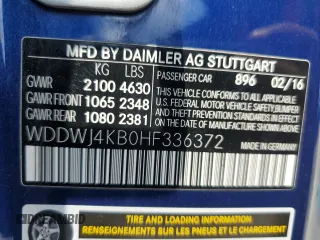 MFD BY DAIMLER AG STUTTGART
KG LBS PASSENGER CAR 896 02/16
GVWR 2100 4630
GAWR FRONT 1065 2348
GAWR REAR 1080 2381
THIS VEHICLE CONFORMS TO ALL APPLICABLE U.S. FEDERAL MOTOR VEHICLE SAFETY, BUMPER AND THEFT PREVENTION STANDARDS IN EFFECT ON THE DATE OF MANUFACTURE SHOWN ABOVE
WDDWJ4KB0HF336372
TIRE AND LOADING INFORMATION
RENSEIGNEMENTS SUR LES PNEUS ET LE CHARGEMENT